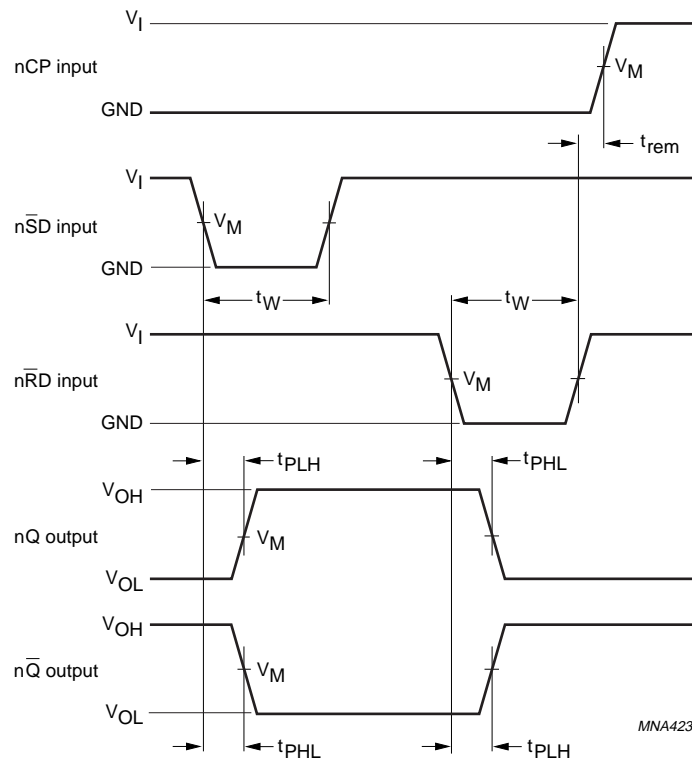 V_I
nCP input
V_M
GND
t_rem
V_I
nS̅D input
V_M
GND
t_W
t_W
V_I
nR̅D input
V_M
GND
t_PLH
t_PHL
V_OH
nQ output
V_M
V_OL
V_OH
nQ̅ output
V_M
V_OL
MNA423
t_PHL
t_PLH